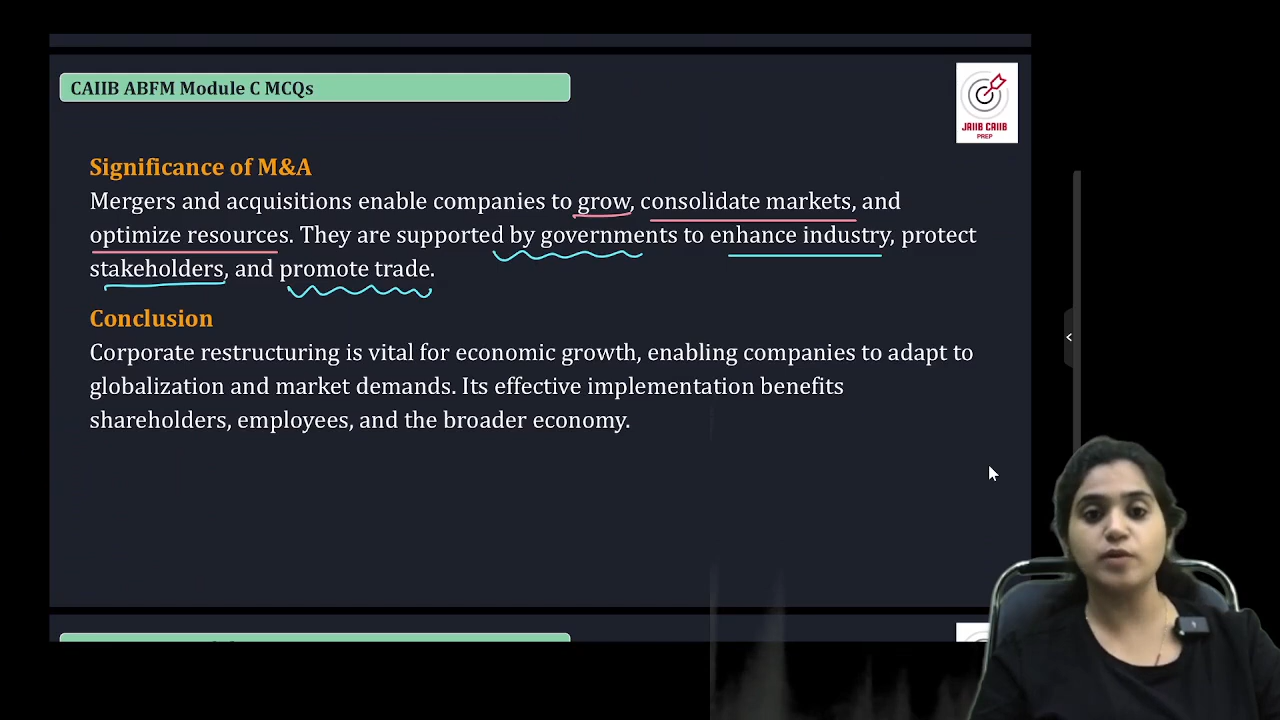 CAIIB ABFM Module C MCQs
JAIIB CAIIB
PREP
Significance of M&A
Mergers and acquisitions enable companies to grow, consolidate markets, and
optimize resources. They are supported by governments to enhance industry, protect
stakeholders, and promote trade.
Conclusion
Corporate restructuring is vital for economic growth, enabling companies to adapt to
globalization and market demands. Its effective implementation benefits
shareholders, employees, and the broader economy.